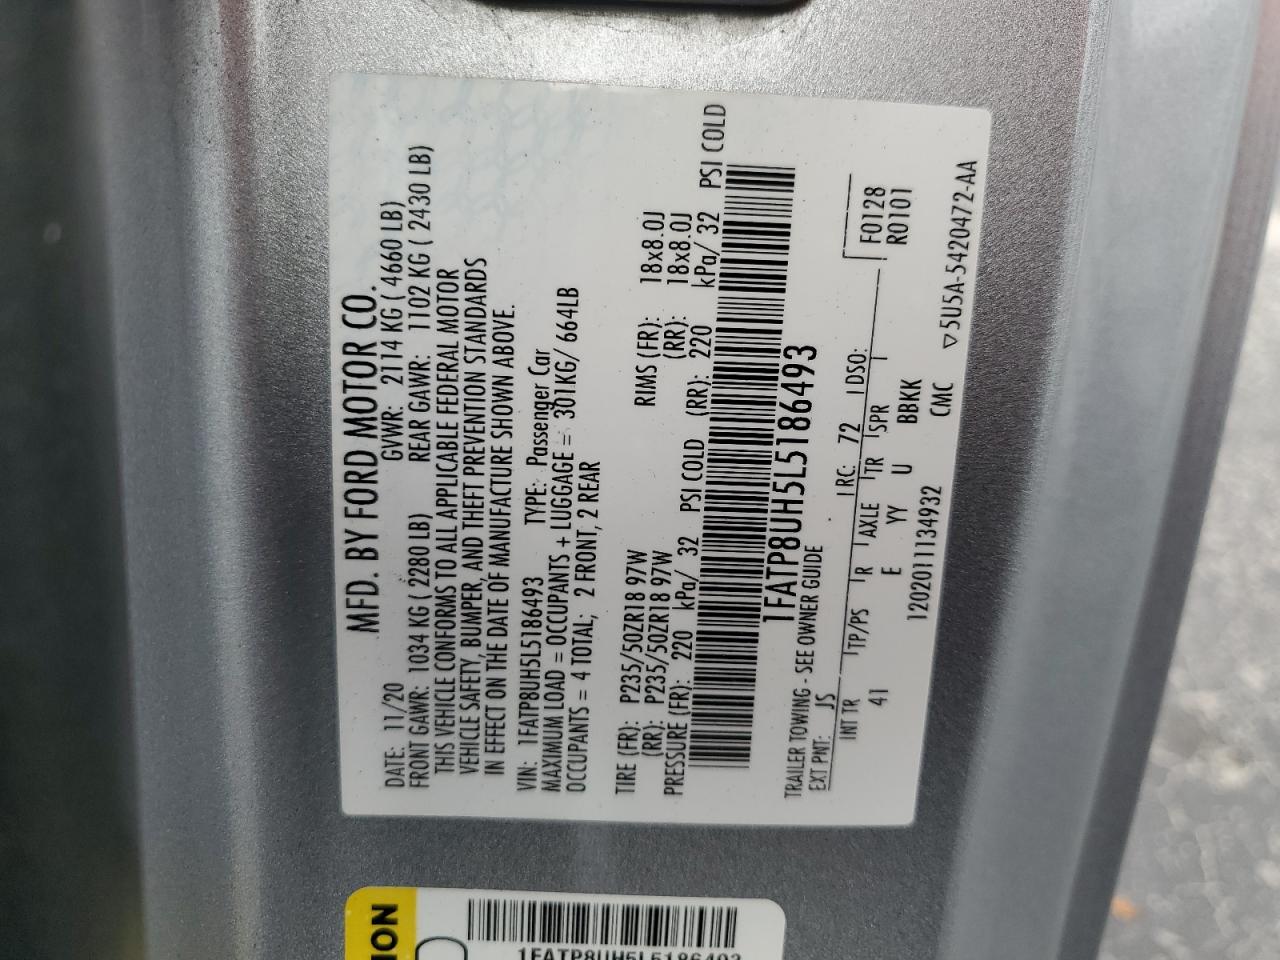 MFD. BY FORD MOTOR CO.
DATE: 11/20 GVWR: 2114 KG ( 4660 LB)
FRONT GAWR: 1034 KG ( 2280 LB) REAR GAWR: 1102 KG ( 2430 LB)
THIS VEHICLE CONFORMS TO ALL APPLICABLE FEDERAL MOTOR
VEHICLE SAFETY, BUMPER, AND THEFT PREVENTION STANDARDS
IN EFFECT ON THE DATE OF MANUFACTURE SHOWN ABOVE.
VIN: 1FATP8UH5L5186493 TYPE: Passenger Car
MAXIMUM LOAD = OCCUPANTS + LUGGAGE = 301KG/ 664LB
OCCUPANTS = 4 TOTAL; 2 FRONT, 2 REAR
TIRE (FR): P235/50ZR18 97W RIMS (FR): 18x8.0J
(RR): P235/50ZR18 97W (RR): 18x8.0J
PRESSURE (FR): 220 kPa/ 32 PSI COLD (RR): 220 kPa/ 32 PSI COLD
1FATP8UH5L5186493
TRAILER TOWING - SEE OWNER GUIDE
EXT PNT: JS RC: 72 DSO: F0128
R0101
INT TR TP/PS R AXLE TR SPR
41 E YY U BBKK
12020111134932 CMC ▽5U5A-5420472-AA
ION
1FATP8UH5L5186493